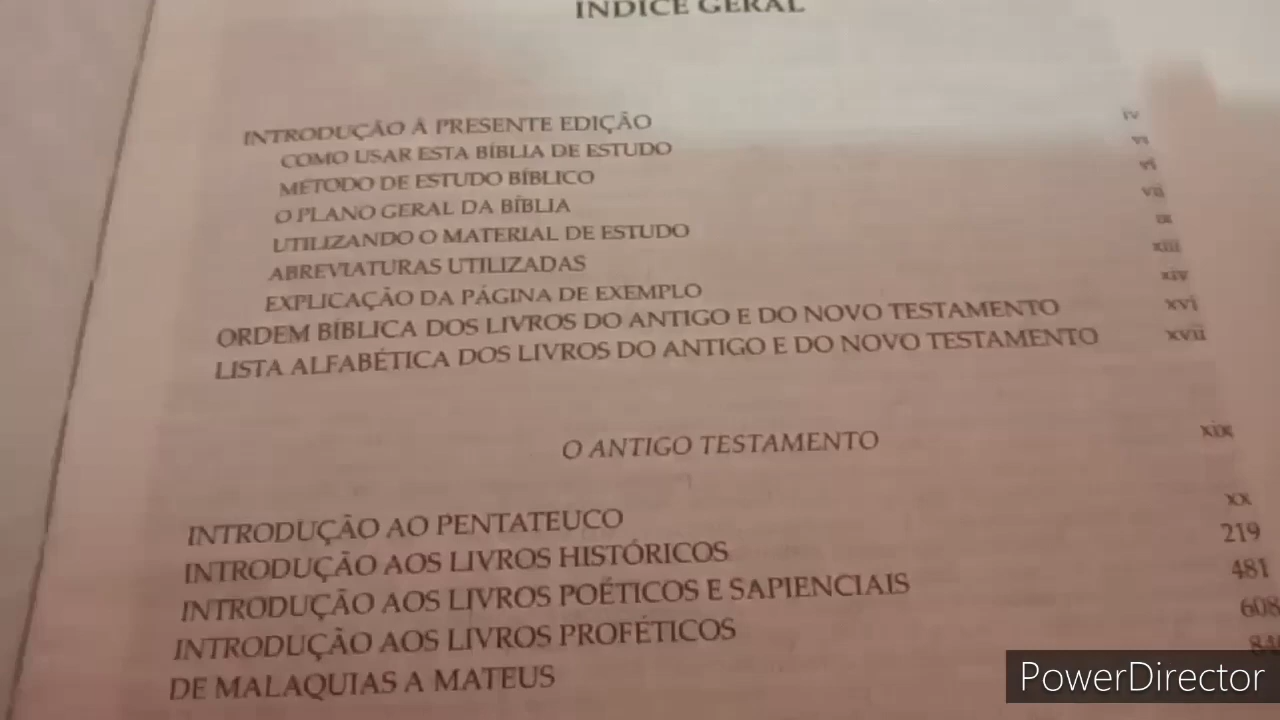 ÍNDICE GERAL
INTRODUÇÃO À PRESENTE EDIÇÃO iv
COMO USAR ESTA BÍBLIA DE ESTUDO vi
MÉTODO DE ESTUDO BÍBLICO vi
O PLANO GERAL DA BÍBLIA vii
UTILIZANDO O MATERIAL DE ESTUDO ix
ABREVIATURAS UTILIZADAS xiii
EXPLICAÇÃO DA PÁGINA DE EXEMPLO xiv
ORDEM BÍBLICA DOS LIVROS DO ANTIGO E DO NOVO TESTAMENTO xvi
LISTA ALFABÉTICA DOS LIVROS DO ANTIGO E DO NOVO TESTAMENTO xvii
O ANTIGO TESTAMENTO xix
INTRODUÇÃO AO PENTATEUCO xx
INTRODUÇÃO AOS LIVROS HISTÓRICOS 219
INTRODUÇÃO AOS LIVROS POÉTICOS E SAPIENCIAIS 481
INTRODUÇÃO AOS LIVROS PROFÉTICOS 608
DE MALAQUIAS A MATEUS
PowerDirector